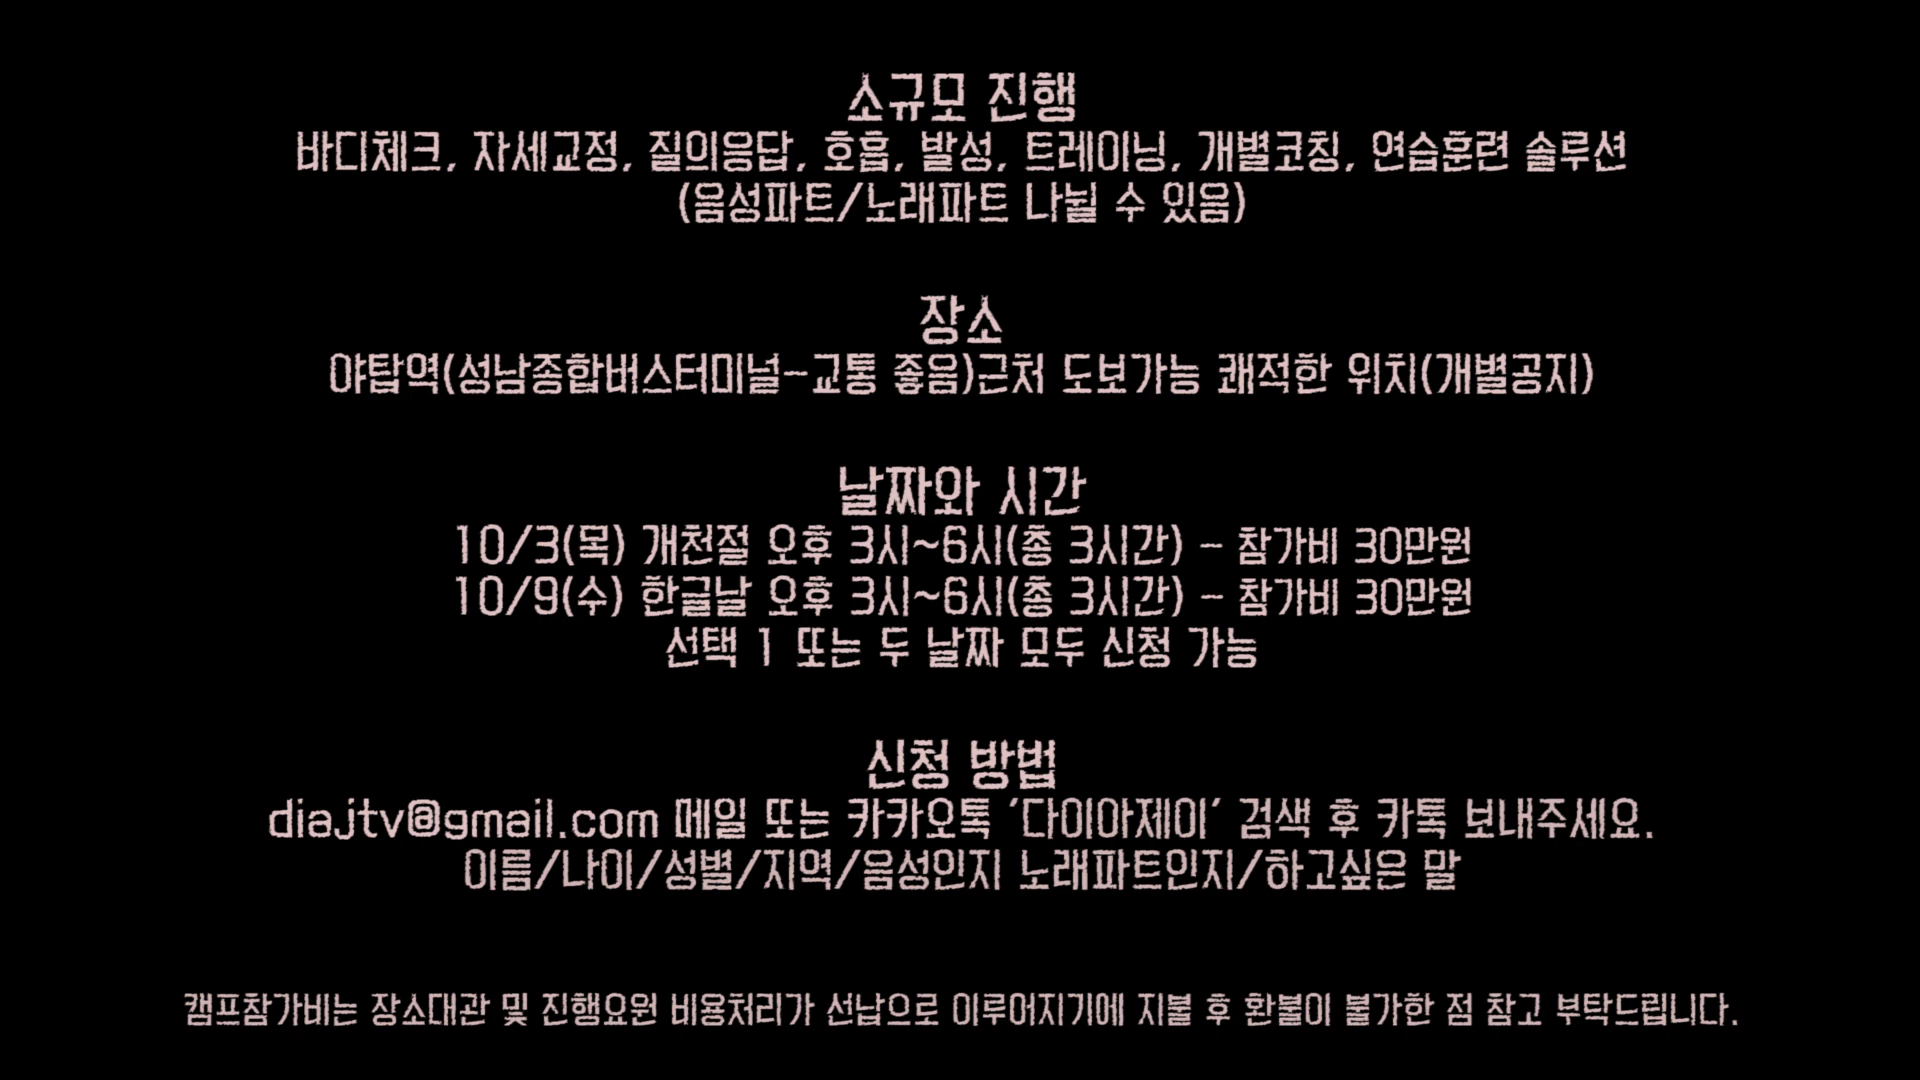 소규모 진행
바디체크, 자세교정, 질의응답, 호흡, 발성, 트레이닝, 개별코칭, 연습훈련 솔루션
(음성파트/노래파트 나뉠 수 있음)
장소
야탑역(성남종합버스터미널-교통 좋음)근처 도보가능 쾌적한 위치(개별공지)
날짜와 시간
10/3(목) 개천절 오후 3시~6시(총 3시간) - 참가비 30만원
10/9(수) 한글날 오후 3시~6시(총 3시간) - 참가비 30만원
선택 1 또는 두 날짜 모두 신청 가능
신청 방법
diajtv@gmail.com 메일 또는 카카오톡 '다이아제이' 검색 후 카톡 보내주세요.
이름/나이/성별/지역/음성인지 노래파트인지/하고싶은 말
캠프참가비는 장소대관 및 진행요원 비용처리가 선납으로 이루어지기에 지불 후 환불이 불가한 점 참고 부탁드립니다.